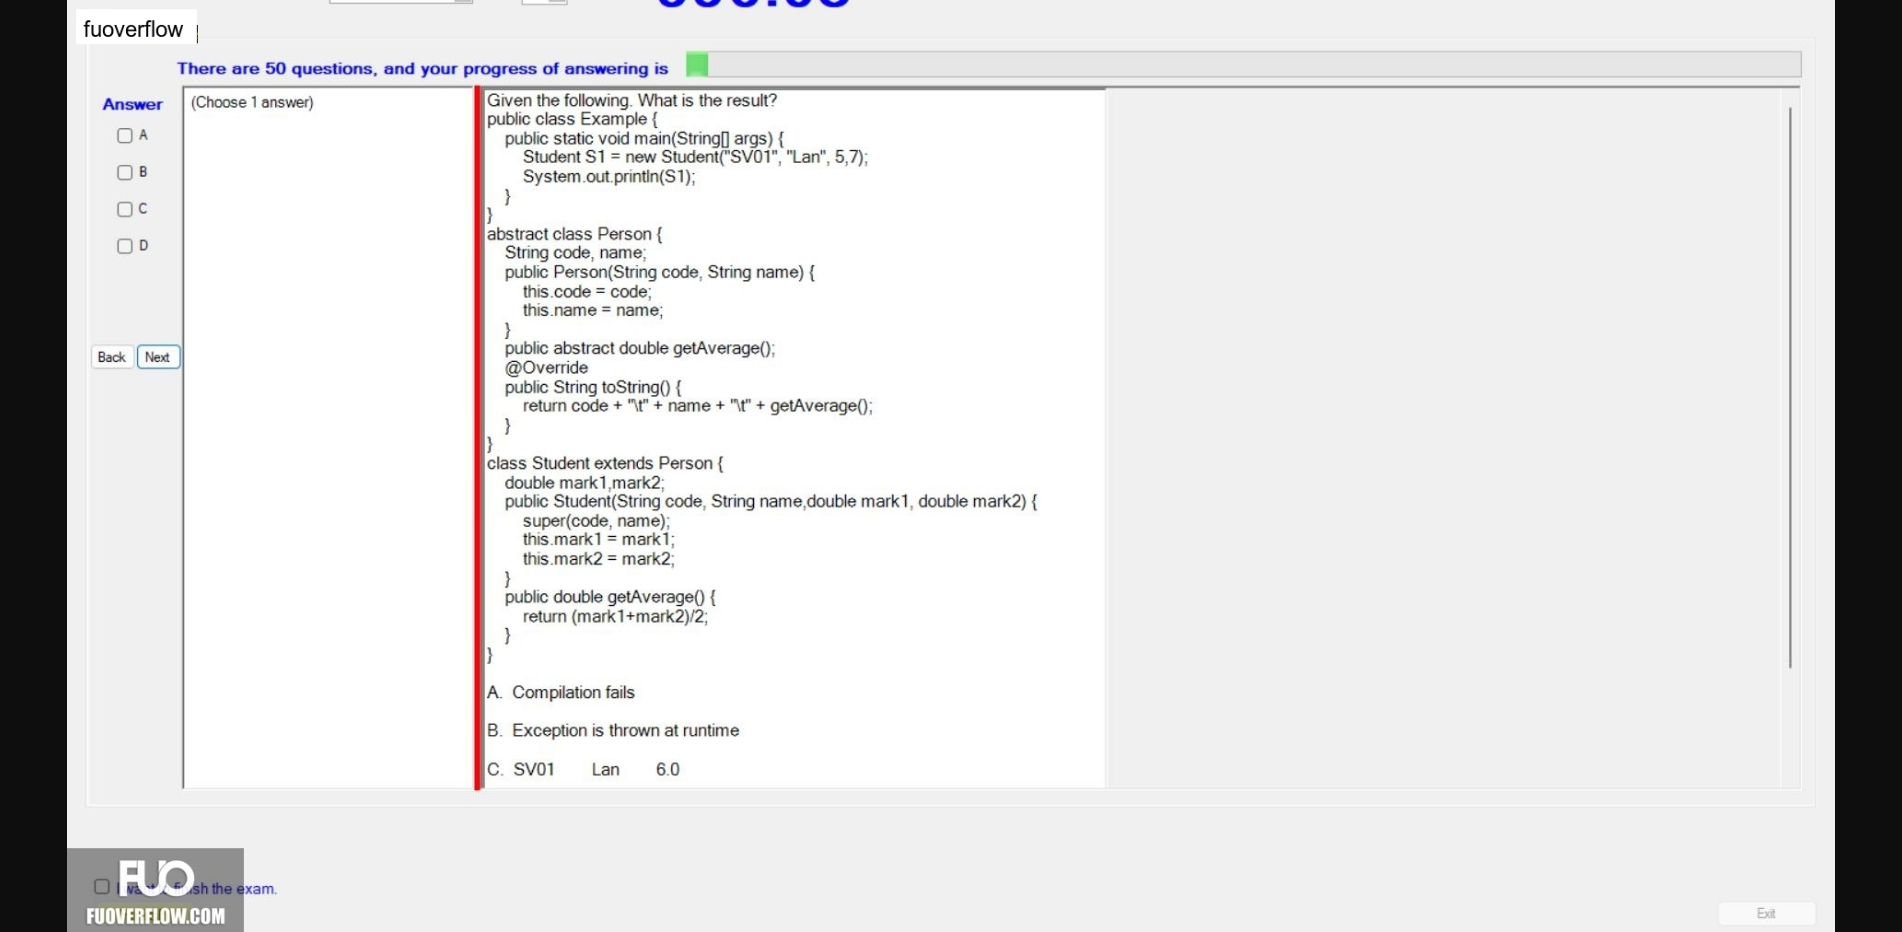 fuoverflow
There are 50 questions, and your progress of answering is
Answer
A
B
C
D
Back Next
(Choose 1 answer)
Given the following. What is the result?
public class Example {
public static void main(String[] args) {
Student S1 = new Student("SV01", "Lan", 5,7);
System.out.println(S1);
}
}
abstract class Person {
String code, name;
public Person(String code, String name) {
this.code = code;
this.name = name;
}
public abstract double getAverage();
@Override
public String toString() {
return code + "\t" + name + "\t" + getAverage();
}
}
class Student extends Person {
double mark1,mark2;
public Student(String code, String name,double mark1, double mark2) {
super(code, name);
this.mark1 = mark1;
this.mark2 = mark2;
}
public double getAverage() {
return (mark1+mark2)/2;
}
}
A. Compilation fails
B. Exception is thrown at runtime
C. SV01 Lan 6.0
FUO
the exam.
FUOVERFLOW.COM
Exit